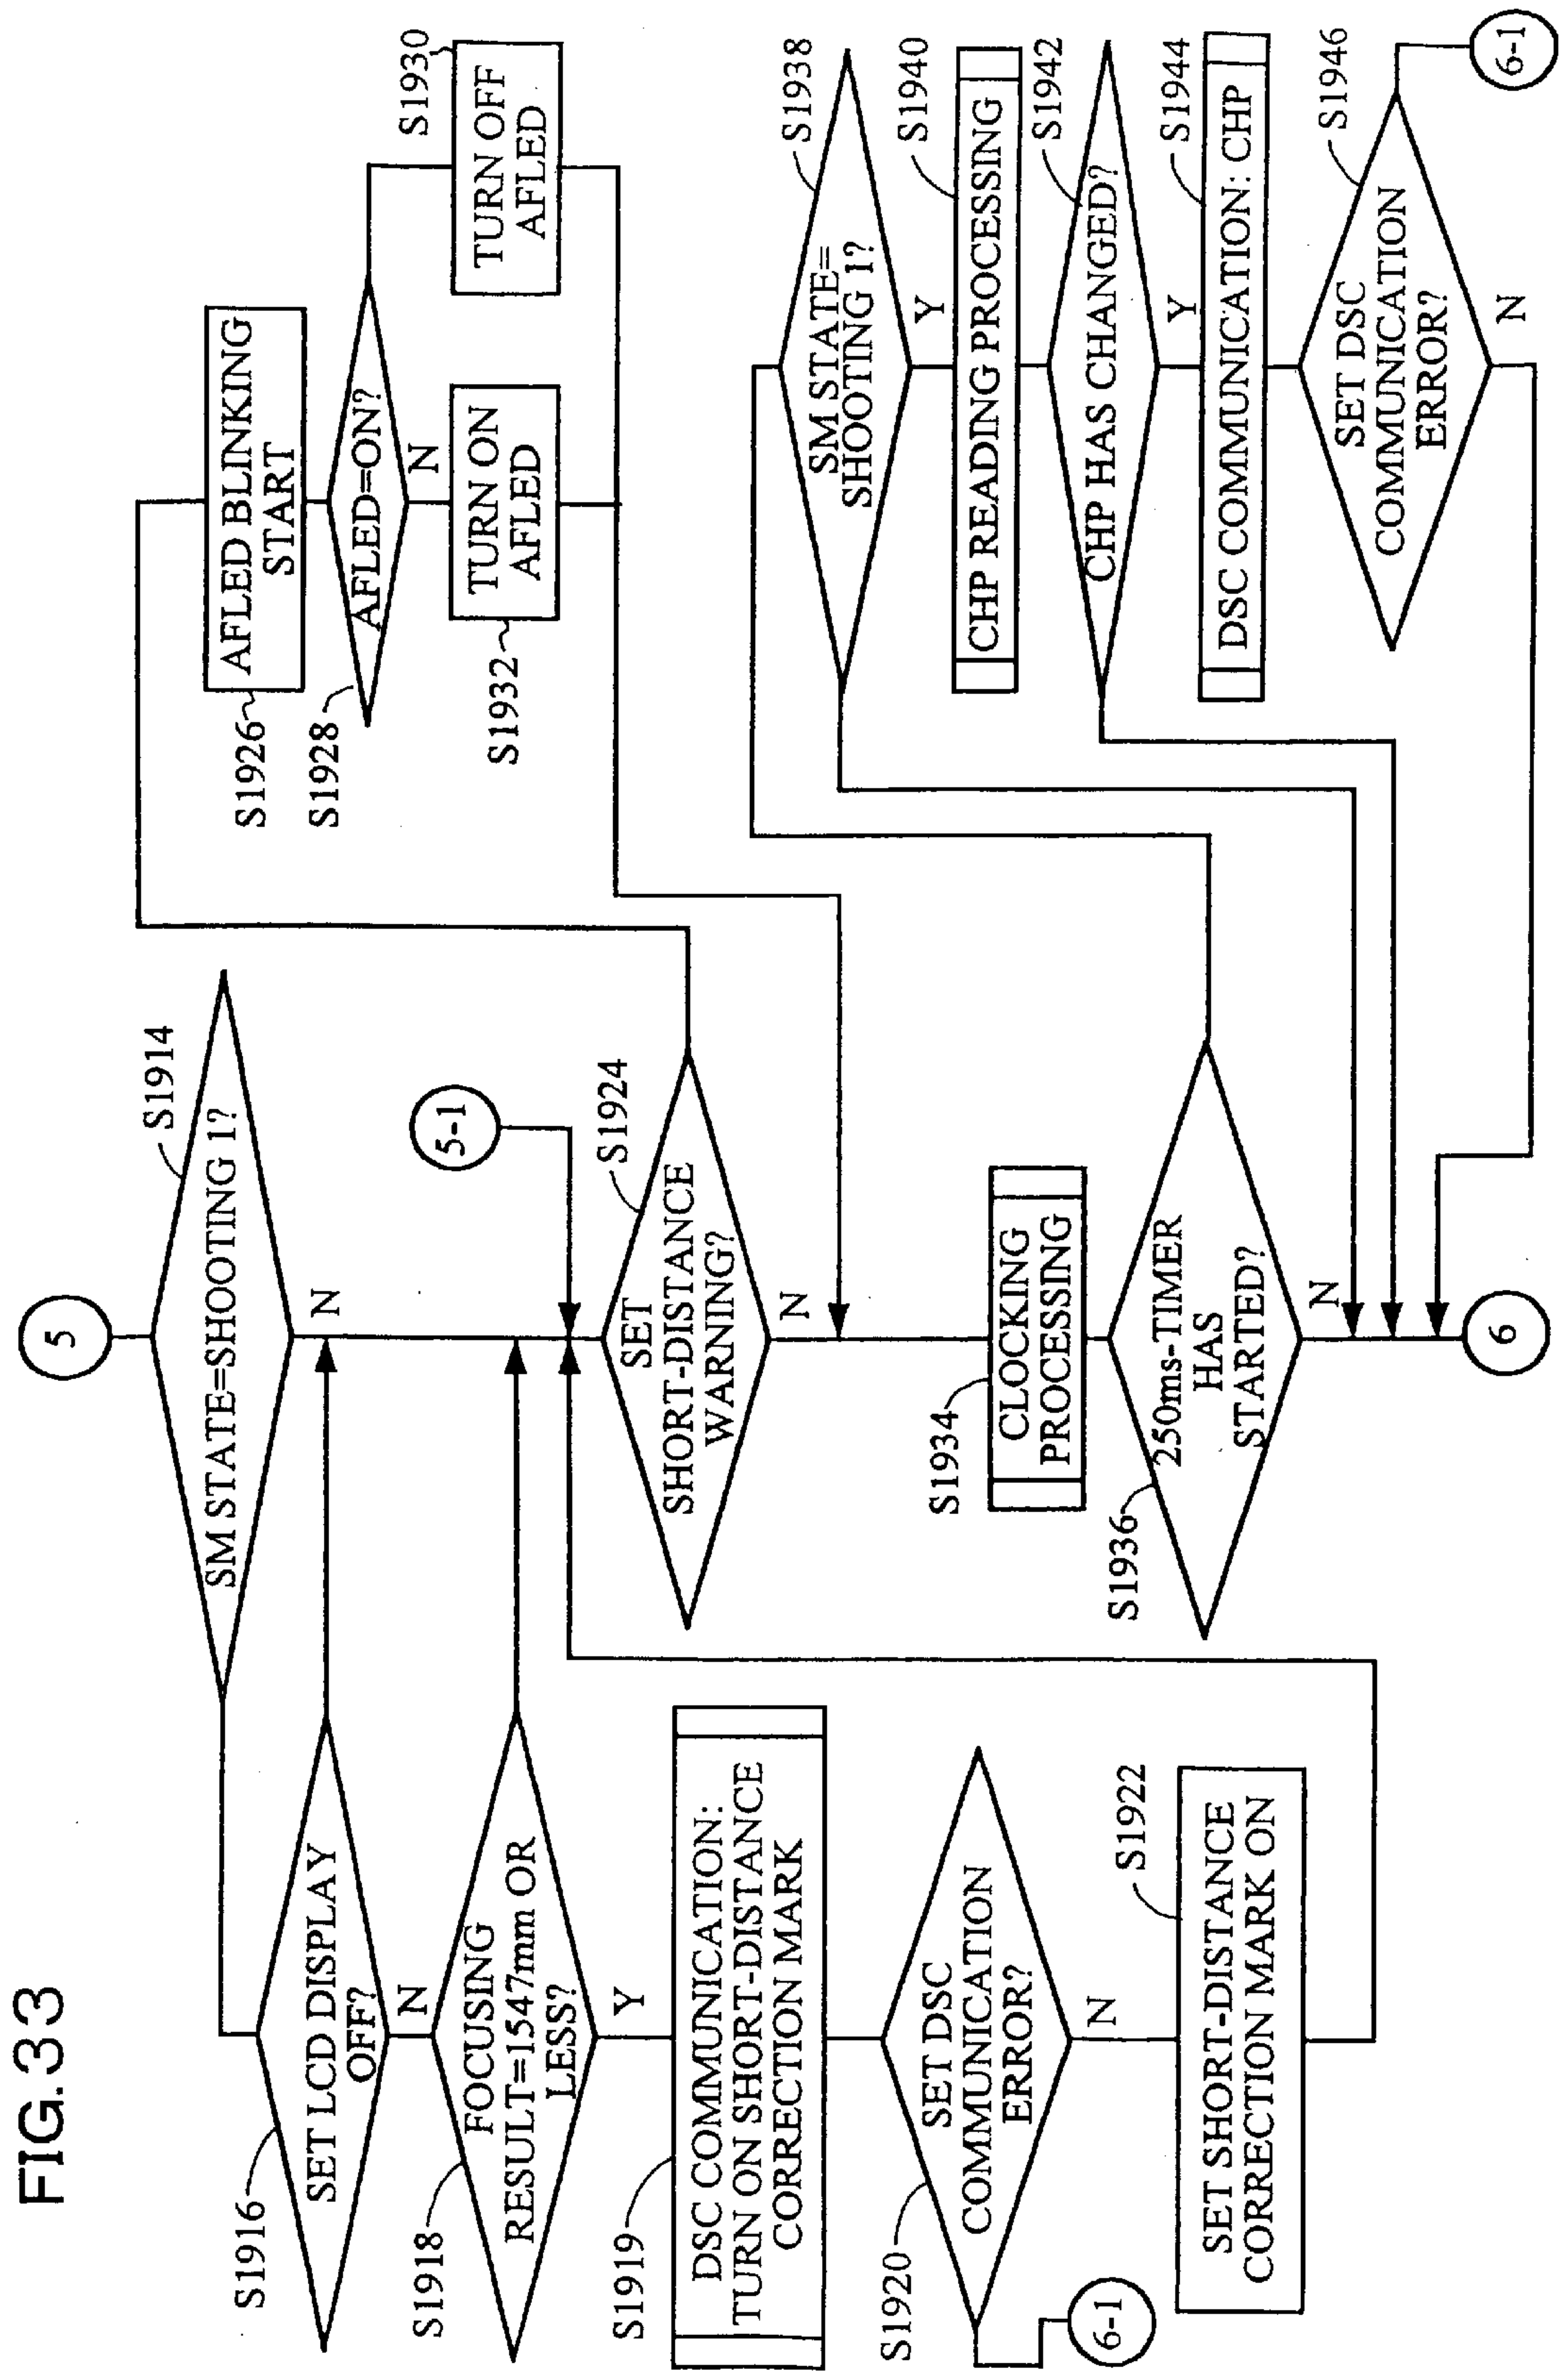 FIG.33
5
SM STATE=SHOOTING 1?
S1914
N
S1916
SET LCD DISPLAY
OFF?
N
S1918
FOCUSING
RESULT=1547mm OR
LESS?
Y
S1919
DSC COMMUNICATION:
TURN ON SHORT-DISTANCE
CORRECTION MARK
S1920
SET DSC
COMMUNICATION
ERROR?
N
6-1
S1922
SET SHORT-DISTANCE
CORRECTION MARK ON
5-1
S1924
SET
SHORT-DISTANCE
WARNING?
N
S1926
AFLED BLINKING
START
S1928
AFLED=ON?
N
S1930
TURN OFF
AFLED
S1932
TURN ON
AFLED
S1934
CLOCKING
PROCESSING
S1936
250ms-TIMER
HAS
STARTED?
N
6
S1938
SM STATE=
SHOOTING 1?
Y
S1940
CHP READING PROCESSING
S1942
CHP HAS CHANGED?
Y
S1944
DSC COMMUNICATION: CHP
S1946
SET DSC
COMMUNICATION
ERROR?
N
6-1